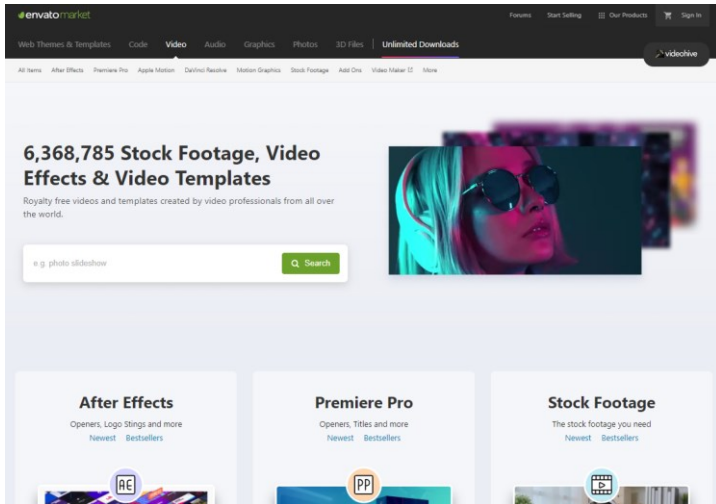 envatomarket
Forums Start Selling Our Products Sign In
Web Themes & Templates Code Video Audio Graphics Photos 3D Files Unlimited Downloads
videohive
All Items After Effects Premiere Pro Apple Motion DaVinci Resolve Motion Graphics Stock Footage Add Ons Video Maker More
6,368,785 Stock Footage, Video
Effects & Video Templates
Royalty free videos and templates created by video professionals from all over
the world.
e.g. photo slideshow
Search
After Effects
Openers, Logo Stings and more
Newest Bestsellers
AE
Premiere Pro
Openers, Titles and more
Newest Bestsellers
PP
Stock Footage
The stock footage you need
Newest Bestsellers